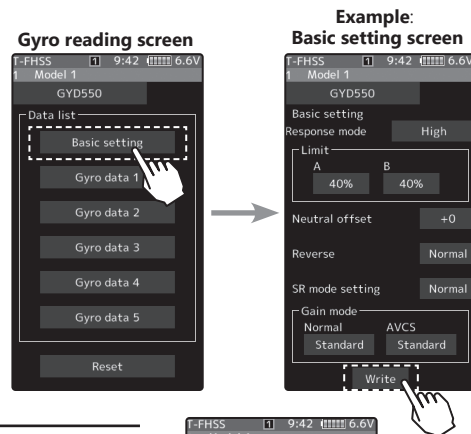 Gyro reading screen
T-FHSS 1 9:42 6.6V
1 Model 1
GYD550
Data list
Basic setting
Gyro data 1
Gyro data 2
Gyro data 3
Gyro data 4
Gyro data 5
Reset
Example:
Basic setting screen
T-FHSS 1 9:42 6.6V
1 Model 1
GYD550
Basic setting
Response mode High
Limit
A B
40% 40%
Neutral offset +0
Reverse Normal
SR mode setting Normal
Gain mode
Normal AVCS
Standard Standard
Write
T-FHSS 1 9:42 6.6V